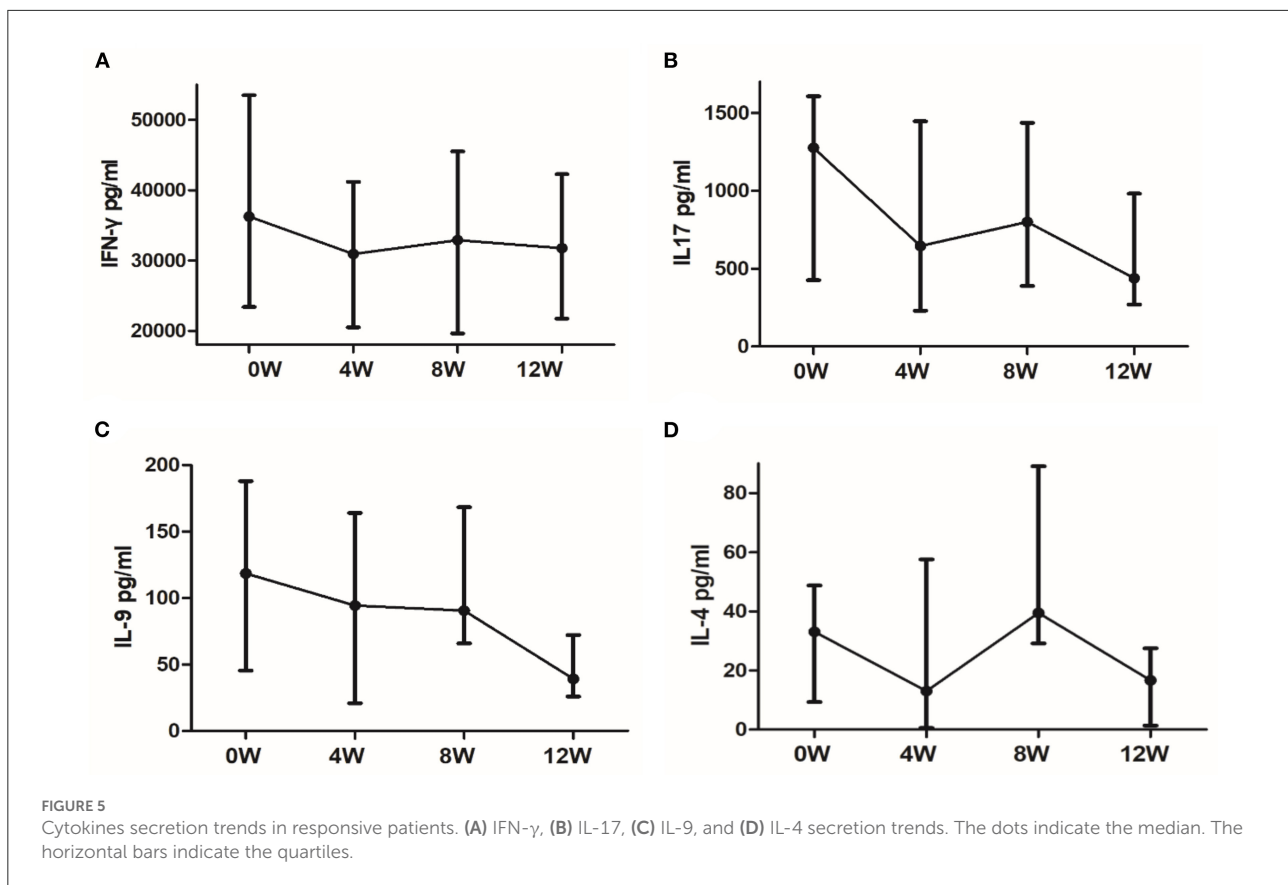 A
IFN-γ pg/ml
50000
40000
30000
20000
0W 4W 8W 12W
B
IL17 pg/ml
1500
1000
500
0
0W 4W 8W 12W
C
IL-9 pg/ml
200
150
100
50
0
0W 4W 8W 12W
D
IL-4 pg/ml
80
60
40
20
0
0W 4W 8W 12W
FIGURE 5
Cytokines secretion trends in responsive patients. (A) IFN-γ, (B) IL-17, (C) IL-9, and (D) IL-4 secretion trends. The dots indicate the median. The
horizontal bars indicate the quartiles.